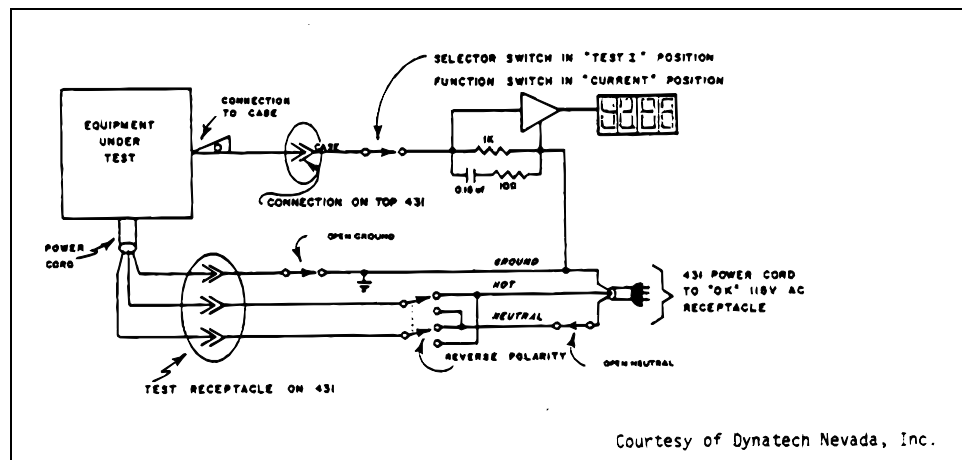 SELECTOR SWITCH IN "TEST I" POSITION
FUNCTION SWITCH IN "CURRENT" POSITION
CONNECTION
TO CASE
EQUIPMENT
UNDER
TEST
CASE
1K
0.15 uf
10Ω
CONNECTION ON TOP 431
POWER
CORD
OPEN GROUND
GROUND
HOT
NEUTRAL
431 POWER CORD
TO "OK" 115V AC
RECEPTACLE
REVERSE POLARITY
OPEN NEUTRAL
TEST RECEPTACLE ON 431
Courtesy of Dynatech Nevada, Inc.